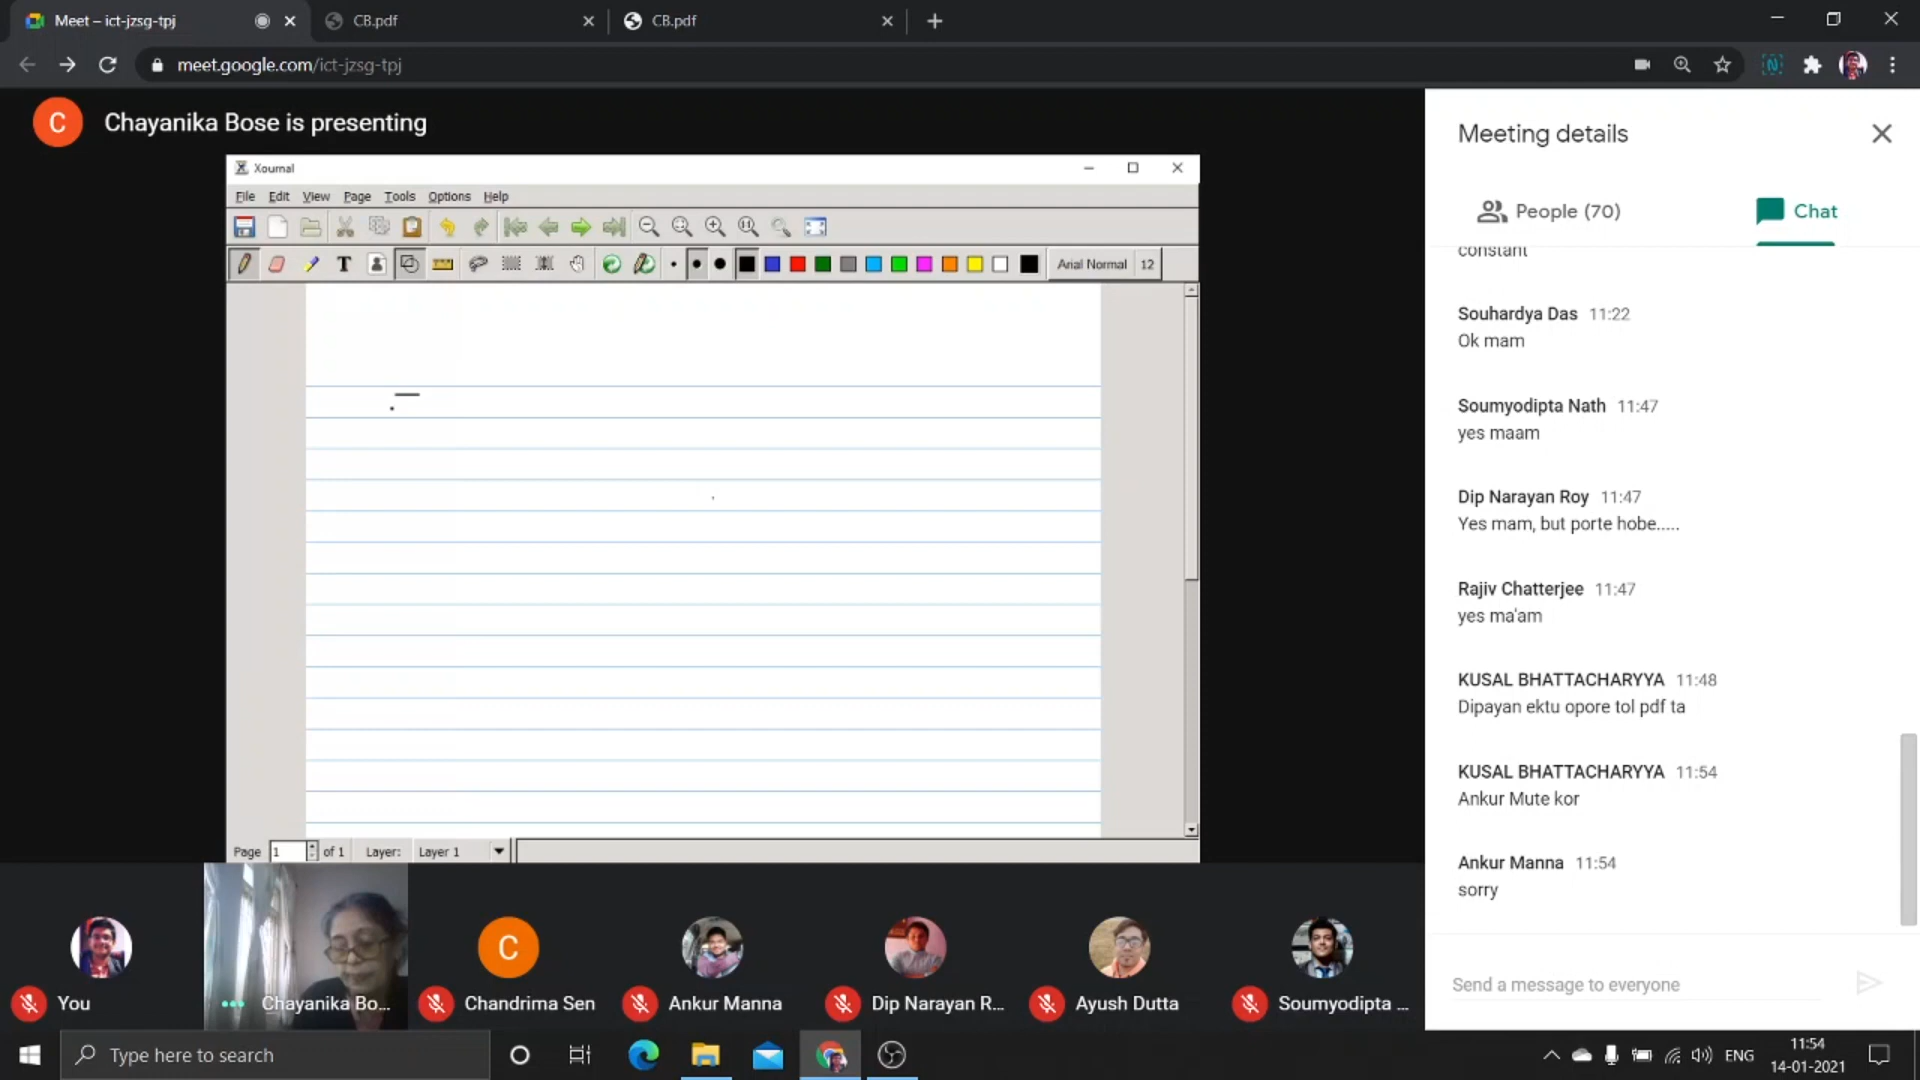 Meet – ict-jzsg-tpj
CB.pdf
CB.pdf
meet.google.com/ict-jzsg-tpj
C
Chayanika Bose is presenting
Xournal
File Edit View Page Tools Options Help
T
Arial Normal 12
Page 1 of 1 Layer: Layer 1
Meeting details
People (70)
Chat
constant
Souhardya Das 11:22
Ok mam
Soumyodipta Nath 11:47
yes maam
Dip Narayan Roy 11:47
Yes mam, but porte hobe.....
Rajiv Chatterjee 11:47
yes ma'am
KUSAL BHATTACHARYYA 11:48
Dipayan ektu opore tol pdf ta
KUSAL BHATTACHARYYA 11:54
Ankur Mute kor
Ankur Manna 11:54
sorry
Send a message to everyone
C
You
Chayanika Bo...
Chandrima Sen
Ankur Manna
Dip Narayan R...
Ayush Dutta
Soumyodipta ...
Type here to search
ENG
11:54
14-01-2021